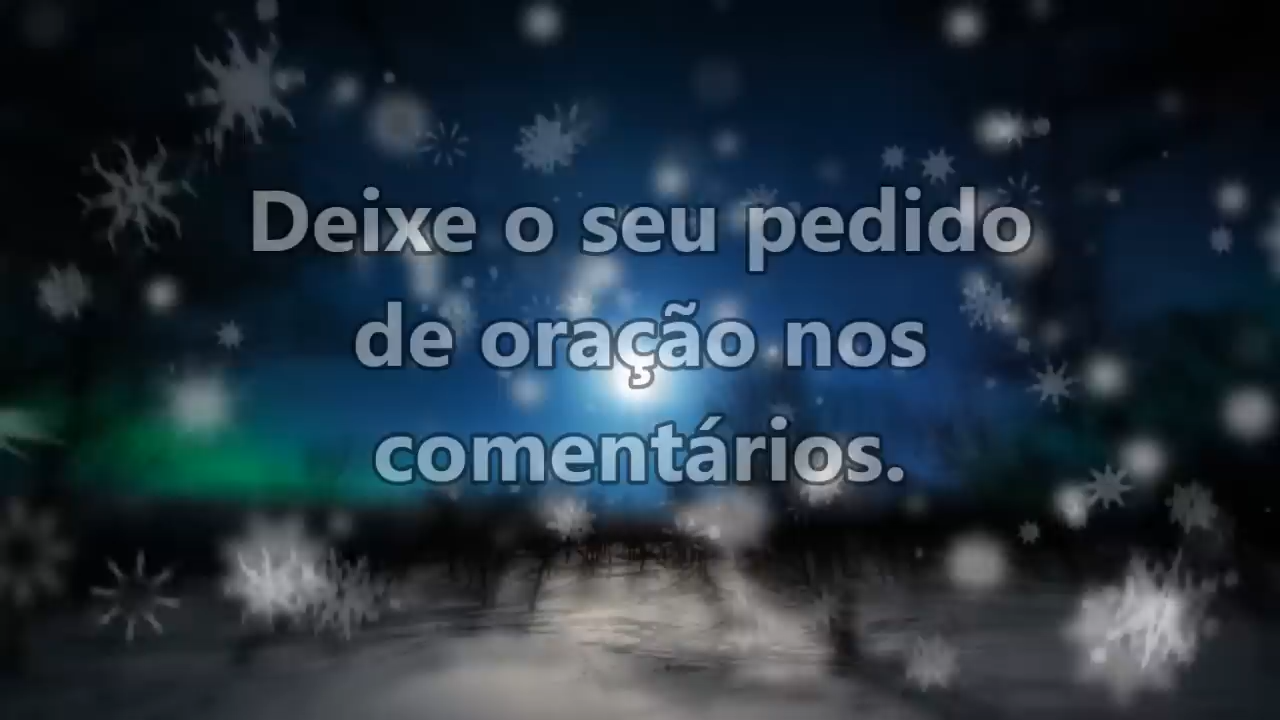 Deixe o seu pedido
de oração nos
comentários.